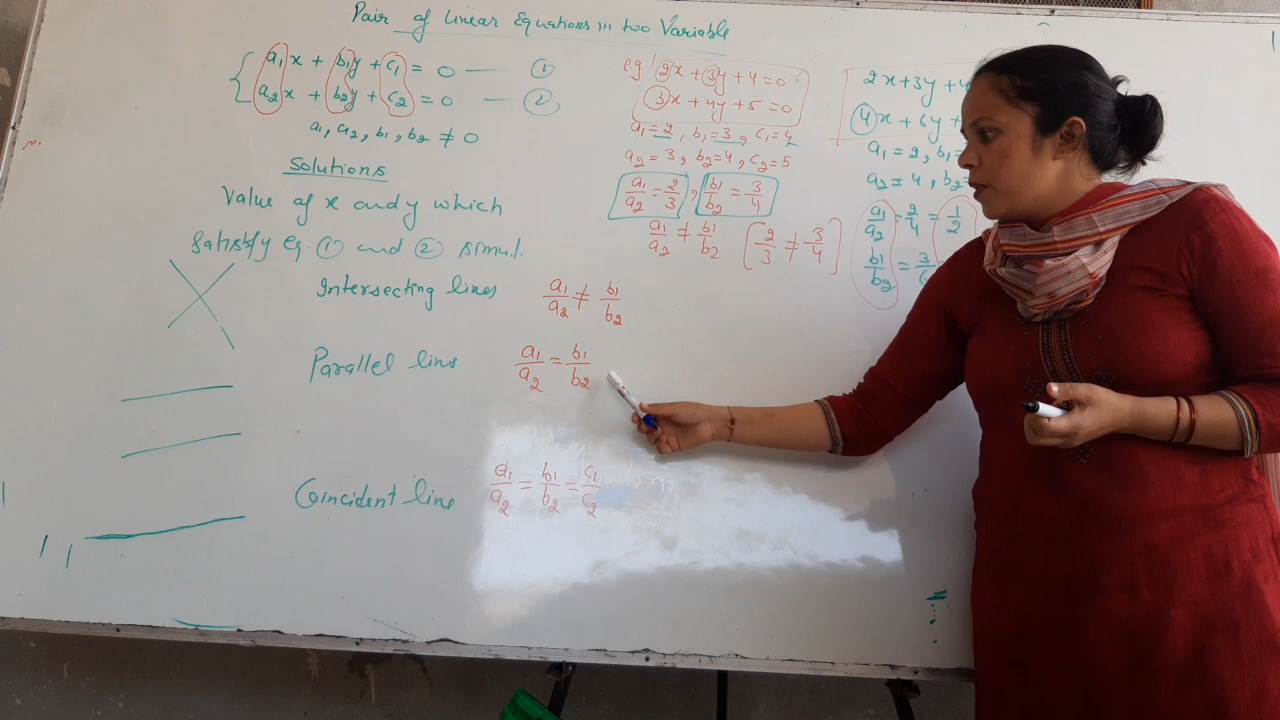 Pair of Linear Equations in two Variable
a₁x + b₁y + c₁ = 0 — ①
a₂x + b₂y + c₂ = 0 — ②
a₁, a₂, b₁, b₂ ≠ 0
Solutions
Value of x and y which
Satisfy eq. ① and ② simul.
Intersecting lines a₁/a₂ ≠ b₁/b₂
Parallel line a₁/a₂ = b₁/b₂
Coincident line a₁/a₂ = b₁/b₂ = c₁/c₂
e.g 2x + 3y + 4 = 0
3x + 4y + 5 = 0
a₁ = 2, b₁ = 3, c₁ = 4
a₂ = 3, b₂ = 4, c₂ = 5
a₁/a₂ = 2/3, b₁/b₂ = 3/4
a₁/a₂ ≠ b₁/b₂ [2/3 ≠ 3/4]
2x + 3y + 4
4x + 6y +
a₁ = 2, b₁ =
a₂ = 4, b₂
a₁/a₂ = 2/4 = 1/2
b₁/b₂ = 3/